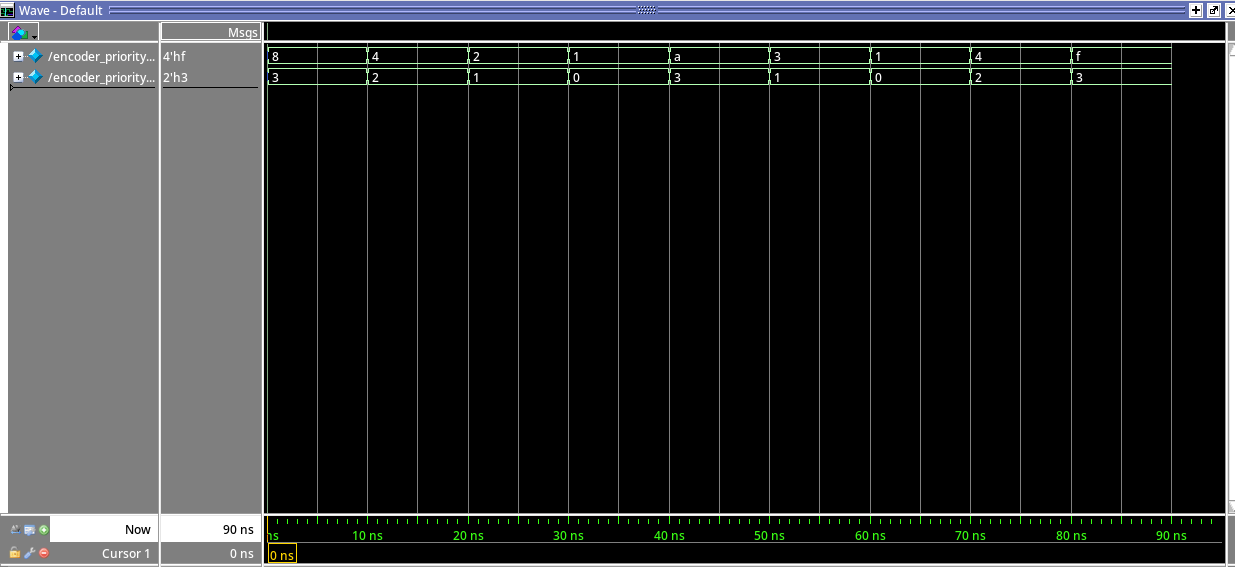 Wave - Default
Msgs
/encoder_priority... 4'hf 8 4 2 1 a 3 1 4 f
/encoder_priority... 2'h3 3 2 1 0 3 1 0 2 3
Now 90 ns ns 10 ns 20 ns 30 ns 40 ns 50 ns 60 ns 70 ns 80 ns 90 ns
Cursor 1 0 ns 0 ns